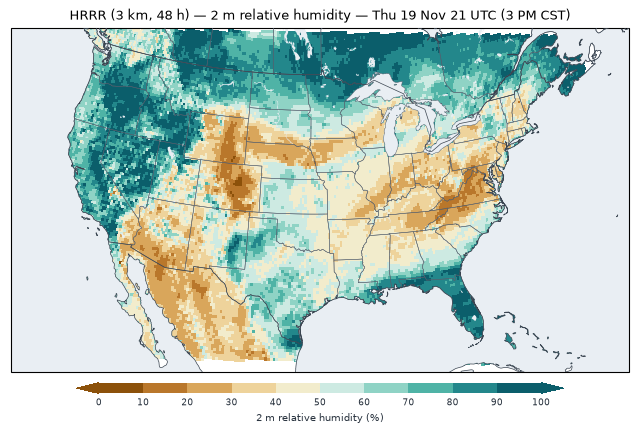 HRRR (3 km, 48 h) — 2 m relative humidity — Thu 19 Nov 21 UTC (3 PM CST)
0 10 20 30 40 50 60 70 80 90 100
2 m relative humidity (%)